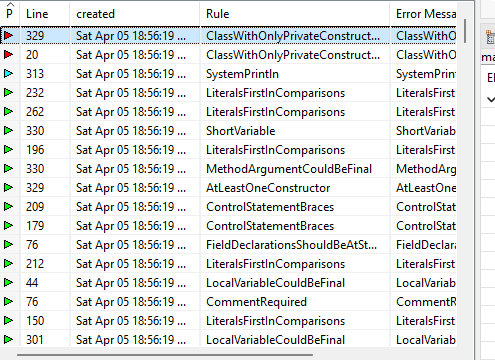 P Line created Rule Error Messa
329 Sat Apr 05 18:56:19 ... ClassWithOnlyPrivateConstruct... ClassWithO
20 Sat Apr 05 18:56:19 ... ClassWithOnlyPrivateConstruct... ClassWithO
313 Sat Apr 05 18:56:19 ... SystemPrintln SystemPrin
232 Sat Apr 05 18:56:19 ... LiteralsFirstInComparisons LiteralsFirst
262 Sat Apr 05 18:56:19 ... LiteralsFirstInComparisons LiteralsFirst
330 Sat Apr 05 18:56:19 ... ShortVariable ShortVariab
196 Sat Apr 05 18:56:19 ... LiteralsFirstInComparisons LiteralsFirst
330 Sat Apr 05 18:56:19 ... MethodArgumentCouldBeFinal MethodArg
329 Sat Apr 05 18:56:19 ... AtLeastOneConstructor AtLeastOne
209 Sat Apr 05 18:56:19 ... ControlStatementBraces ControlStat
179 Sat Apr 05 18:56:19 ... ControlStatementBraces ControlStat
76 Sat Apr 05 18:56:19 ... FieldDeclarationsShouldBeAtSt... FieldDeclar
212 Sat Apr 05 18:56:19 ... LiteralsFirstInComparisons LiteralsFirst
44 Sat Apr 05 18:56:19 ... LocalVariableCouldBeFinal LocalVariab
76 Sat Apr 05 18:56:19 ... CommentRequired CommentR
150 Sat Apr 05 18:56:19 ... LiteralsFirstInComparisons LiteralsFirst
301 Sat Apr 05 18:56:19 ... LocalVariableCouldBeFinal LocalVariab
ma
El